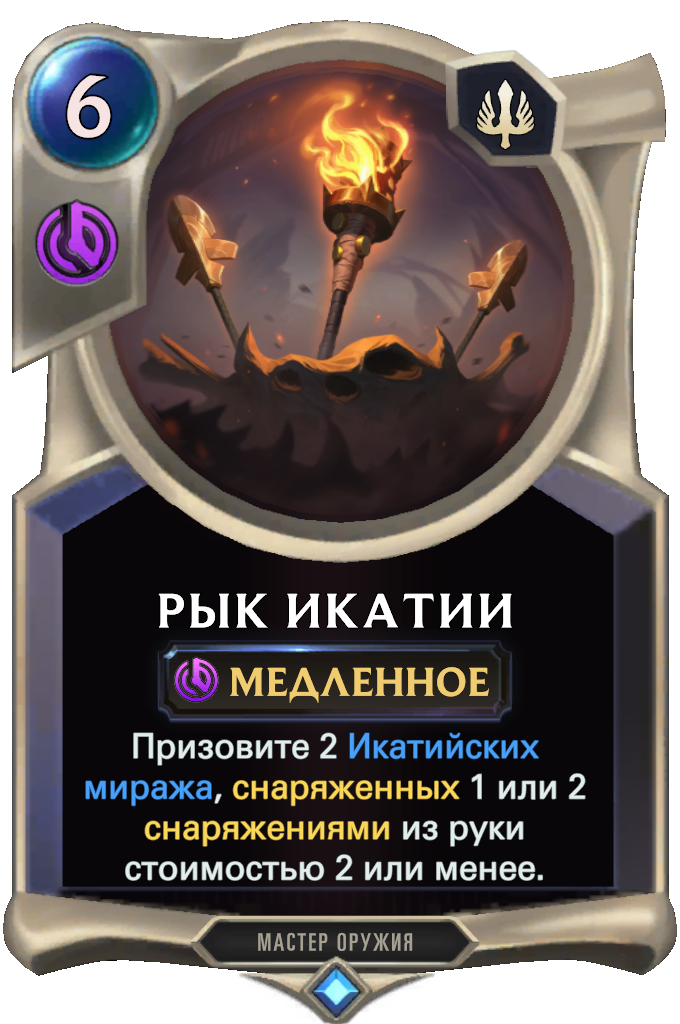 6
РЫК ИКАТИИ
МЕДЛЕННОЕ
Призовите 2 Икатийских
миража, снаряженных 1 или 2
снаряжениями из руки
стоимостью 2 или менее.
МАСТЕР ОРУЖИЯ